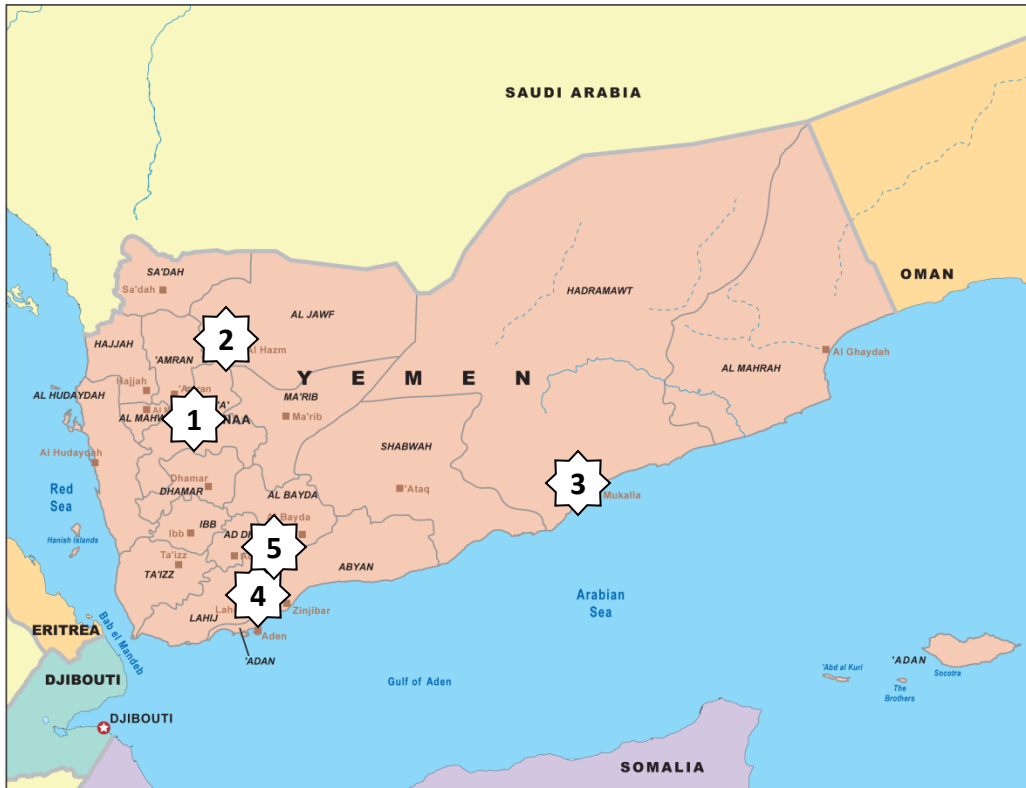 SAUDI ARABIA
OMAN
SA'DAH
Sa'dah
HADRAMAWT
AL JAWF
2
HAJJAH
'AMRAN
Al Ghaydah
AL MAHRAH
Hajjah
YEMEN
AL HUDAYDAH
MA'RIB
1
AL MAHW
NAA
Ma'rib
SHABWAH
Al Hudaydah
Red
Sea
Dhamar
DHAMAR
AL BAYDA
'Ataq
3
Mukalla
Hanish Islands
IBB
Ibb
Bayda
5
Ta'izz
TA'IZZ
ABYAN
4
Zinjibar
LAHIJ
Arabian
Sea
Bab el Mandeb
ERITREA
Aden
'ADAN
DJIBOUTI
Gulf of Aden
'Abd al Kuri
'ADAN
The
Brothers
Socotra
DJIBOUTI
SOMALIA